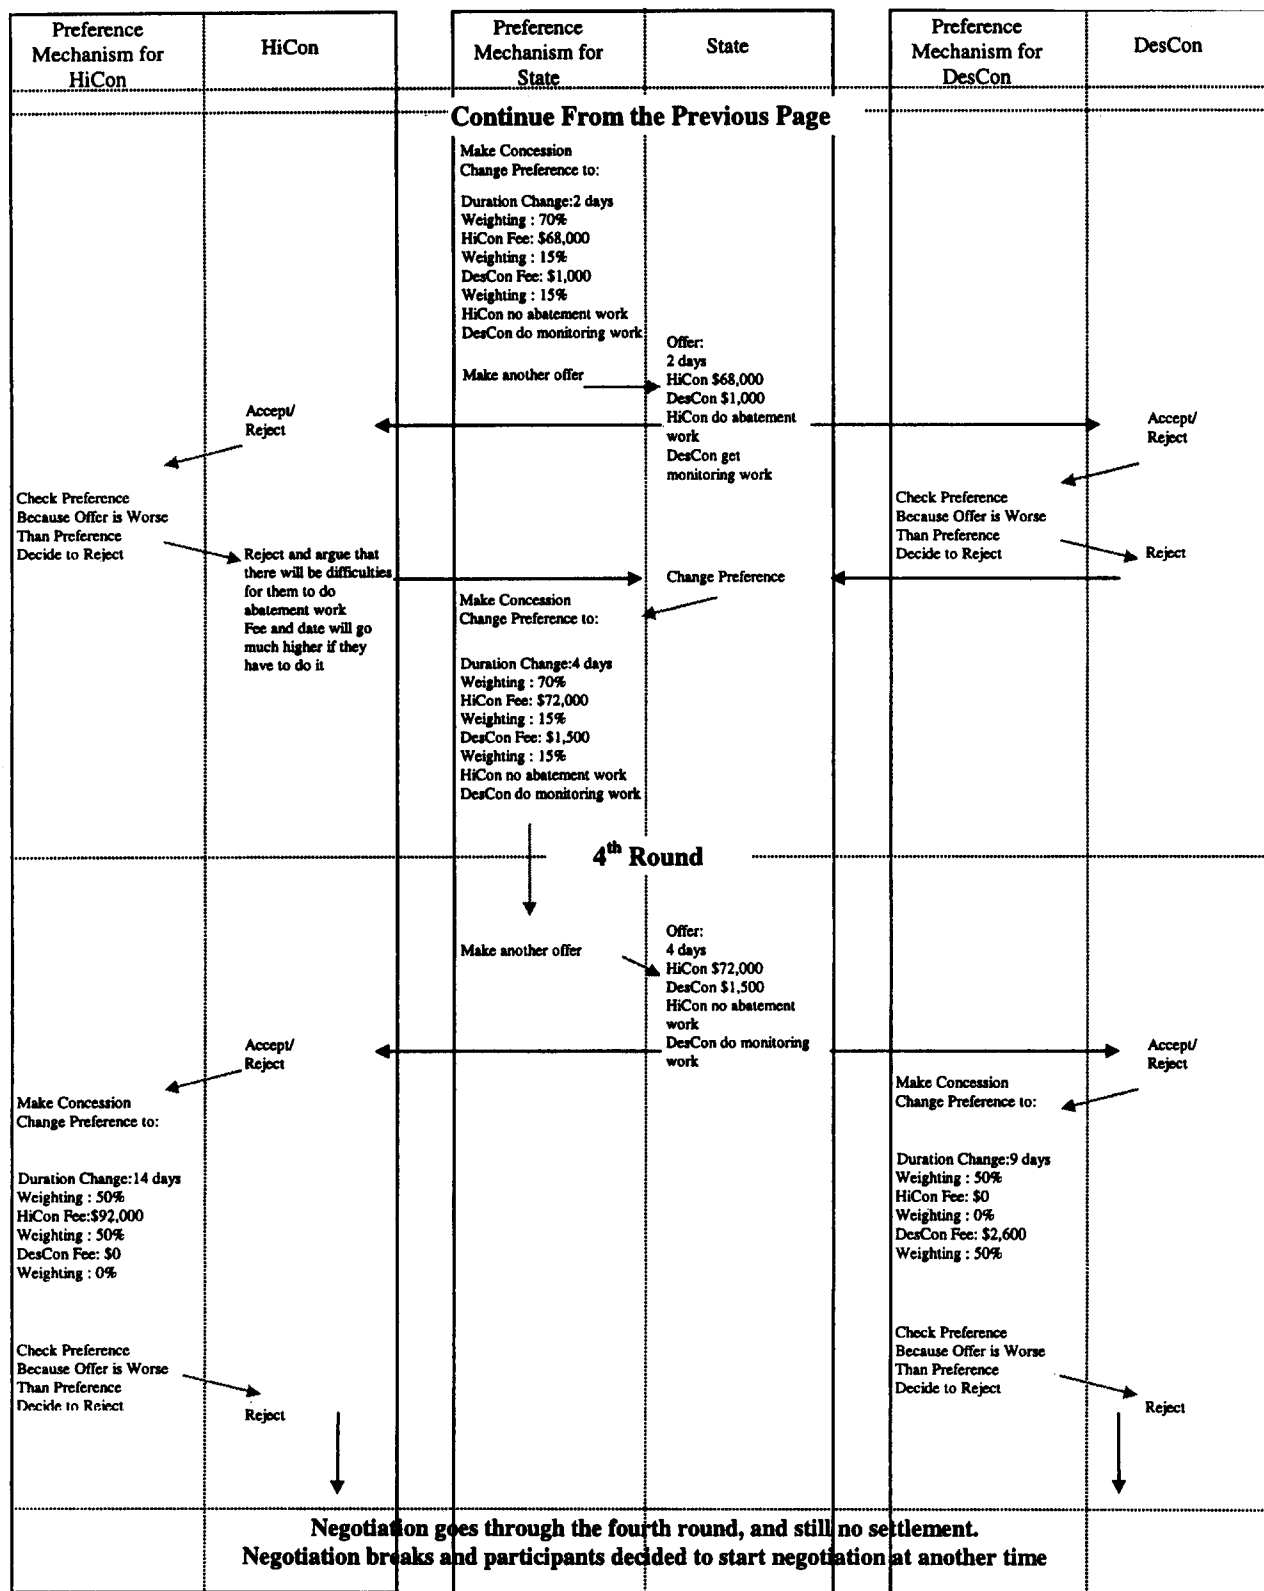 Preference
Mechanism for
HiCon
HiCon
Preference
Mechanism for
State
State
Preference
Mechanism for
DesCon
DesCon
Continue From the Previous Page
Make Concession
Change Preference to:
Duration Change:2 days
Weighting : 70%
HiCon Fee: $68,000
Weighting : 15%
DesCon Fee: $1,000
Weighting : 15%
HiCon no abatement work
DesCon do monitoring work
Make another offer
Offer:
2 days
HiCon $68,000
DesCon $1,000
HiCon do abatement
work
DesCon get
monitoring work
Accept/
Reject
Accept/
Reject
Check Preference
Because Offer is Worse
Than Preference
Decide to Reject
Reject and argue that
there will be difficulties
for them to do
abatement work
Fee and date will go
much higher if they
have to do it
Check Preference
Because Offer is Worse
Than Preference
Decide to Reject
Reject
Change Preference
Make Concession
Change Preference to:
Duration Change:4 days
Weighting : 70%
HiCon Fee: $72,000
Weighting : 15%
DesCon Fee: $1,500
Weighting : 15%
HiCon no abatement work
DesCon do monitoring work
4th Round
Make another offer
Offer:
4 days
HiCon $72,000
DesCon $1,500
HiCon no abatement
work
DesCon do monitoring
work
Accept/
Reject
Accept/
Reject
Make Concession
Change Preference to:
Duration Change:14 days
Weighting : 50%
HiCon Fee:$92,000
Weighting : 50%
DesCon Fee: $0
Weighting : 0%
Make Concession
Change Preference to:
Duration Change:9 days
Weighting : 50%
HiCon Fee: $0
Weighting : 0%
DesCon Fee: $2,600
Weighting : 50%
Check Preference
Because Offer is Worse
Than Preference
Decide to Reject
Reject
Check Preference
Because Offer is Worse
Than Preference
Decide to Reject
Reject
Negotiation goes through the fourth round, and still no settlement.
Negotiation breaks and participants decided to start negotiation at another time